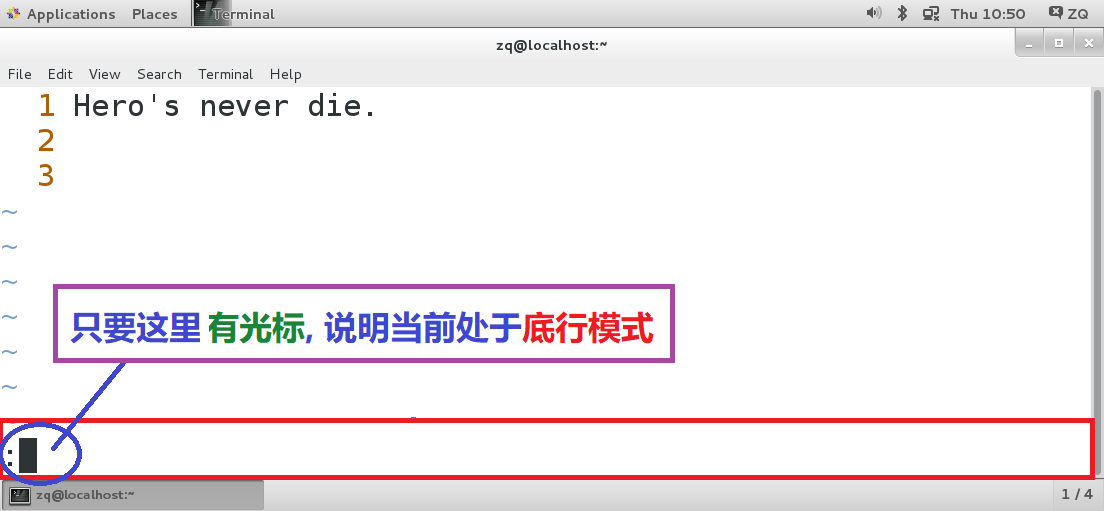 Applications Places Terminal Thu 10:50 ZQ
zq@localhost:~
File Edit View Search Terminal Help
1 Hero's never die.
2
3
~
~
~
~
~
~
只要这里有光标, 说明当前处于底行模式
:
zq@localhost:~ 1 / 4